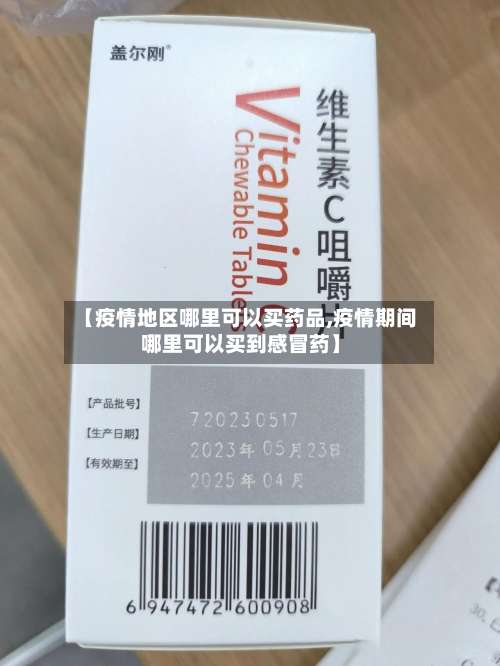 盖尔刚®
维生素C咀嚼片
Vitamin C
Chewable Tablets
【疫情地区哪里可以买药品,疫情期间
哪里可以买到感冒药】
【产品批号】
720230517
【生产日期】
2023年05月23日
【有效期至】
2025年04月
6 947472 600908
30.